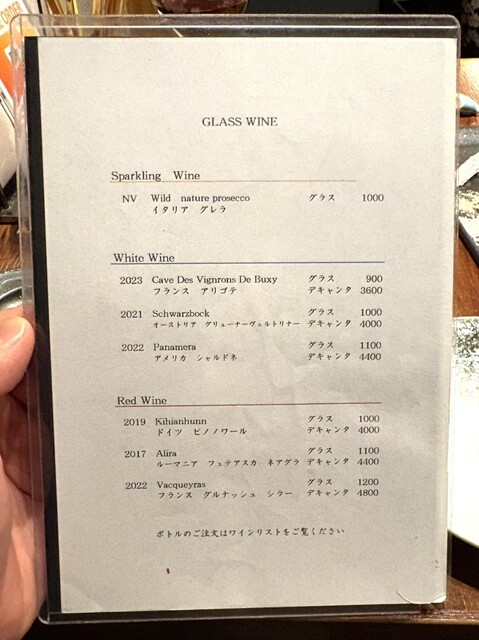 GLASS WINE
Sparkling Wine
NV Wild nature prosecco グラス 1000
イタリア グレラ
White Wine
2023 Cave Des Vignrons De Buxy グラス 900
フランス アリゴテ デキャンタ 3600
2021 Schwarzbock グラス 1000
オーストリア グリューナーヴェルトリナー デキャンタ 4000
2022 Panamera グラス 1100
アメリカ シャルドネ デキャンタ 4400
Red Wine
2019 Kihianhunn グラス 1000
ドイツ ピノノワール デキャンタ 4000
2017 Alira グラス 1100
ルーマニア フェテアスカ ネアグラ デキャンタ 4400
2022 Vacqueyras グラス 1200
フランス グルナッシュ シラー デキャンタ 4800
ボトルのご注文はワインリストをご覧ください